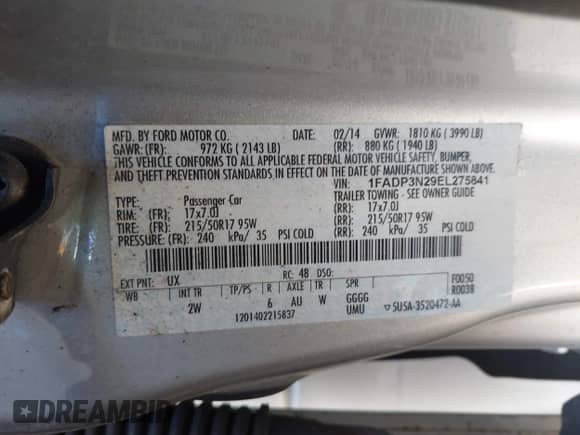 MFD. BY FORD MOTOR CO. DATE: 02/14 GVWR: 1810 KG ( 3990 LB)
GAWR: (FR): 972 KG ( 2143 LB) (RR): 880 KG ( 1940 LB)
THIS VEHICLE CONFORMS TO ALL APPLICABLE FEDERAL MOTOR VEHICLE SAFETY, BUMPER,
AND THEFT PREVENTION STANDARDS IN EFFECT ON THE DATE OF MANUFACTURE SHOWN ABOVE.
VIN: 1FADP3N29EL275841
TYPE: Passenger Car TRAILER TOWING - SEE OWNER GUIDE
RIM: (FR): 17x7.0J (RR): 17x7.0J
TIRE: (FR): 215/50R17 95W (RR): 215/50R17 95W
PRESSURE: (FR): 240 kPa/ 35 PSI COLD (RR): 240 kPa/ 35 PSI COLD
EXT PNT: UX RC: 48 DSO: F0050
WB INT TR TP/PS R AXLE TR SPR R0038
2W 6 AU W GGGG
1201402215837 UMU ▽5U5A-3520472-AA
DREAMBID